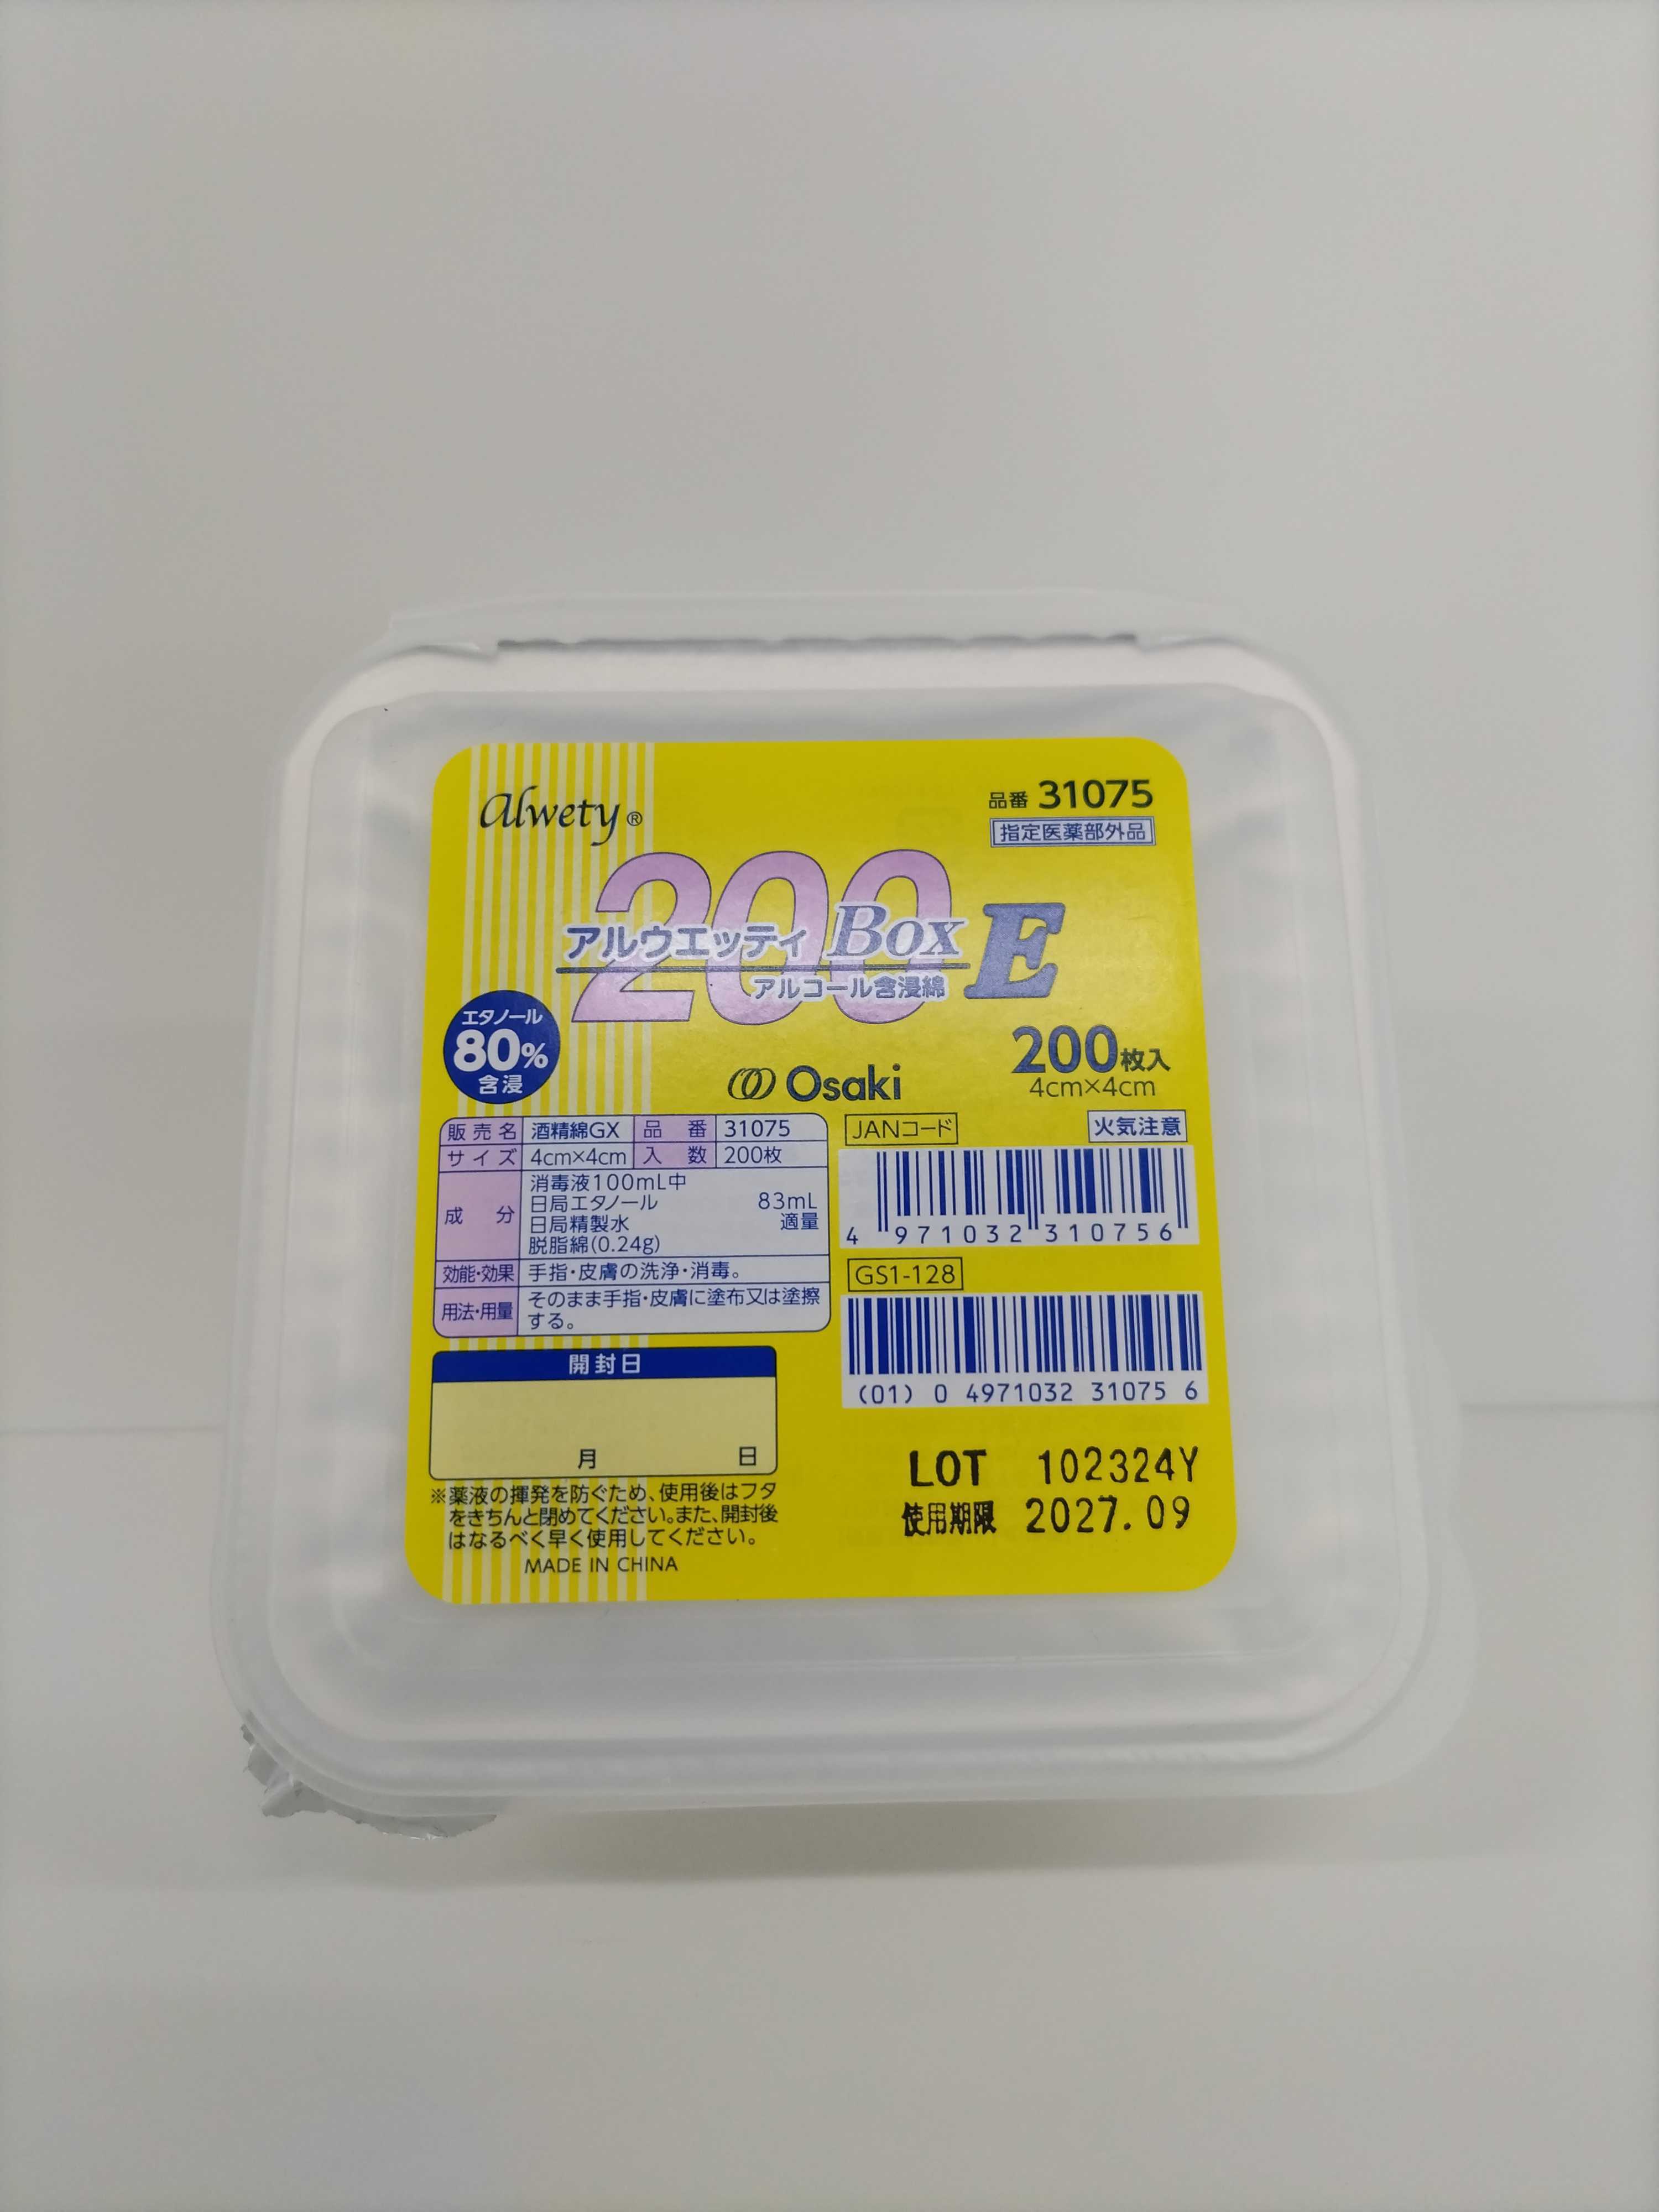 alwety®
品番 31075
指定医薬部外品
200
アルウエッティ Box E
アルコール含浸綿
エタノール
80%
含浸
Osaki
200枚入
4cm×4cm
販売名 酒精綿GX 品番 31075
サイズ 4cm×4cm 入数 200枚
成分 消毒液100mL中
日局エタノール 83mL
日局精製水 適量
脱脂綿(0.24g)
効能・効果 手指・皮膚の洗浄・消毒。
用法・用量 そのまま手指・皮膚に塗布又は塗擦
する。
JANコード 火気注意
4 971032 310756
GS1-128
(01) 0 4971032 31075 6
開封日
月 日
※薬液の揮発を防ぐため、使用後はフタ
をきちんと閉めてください。また、開封後
はなるべく早く使用してください。
MADE IN CHINA
LOT 102324Y
使用期限 2027.09